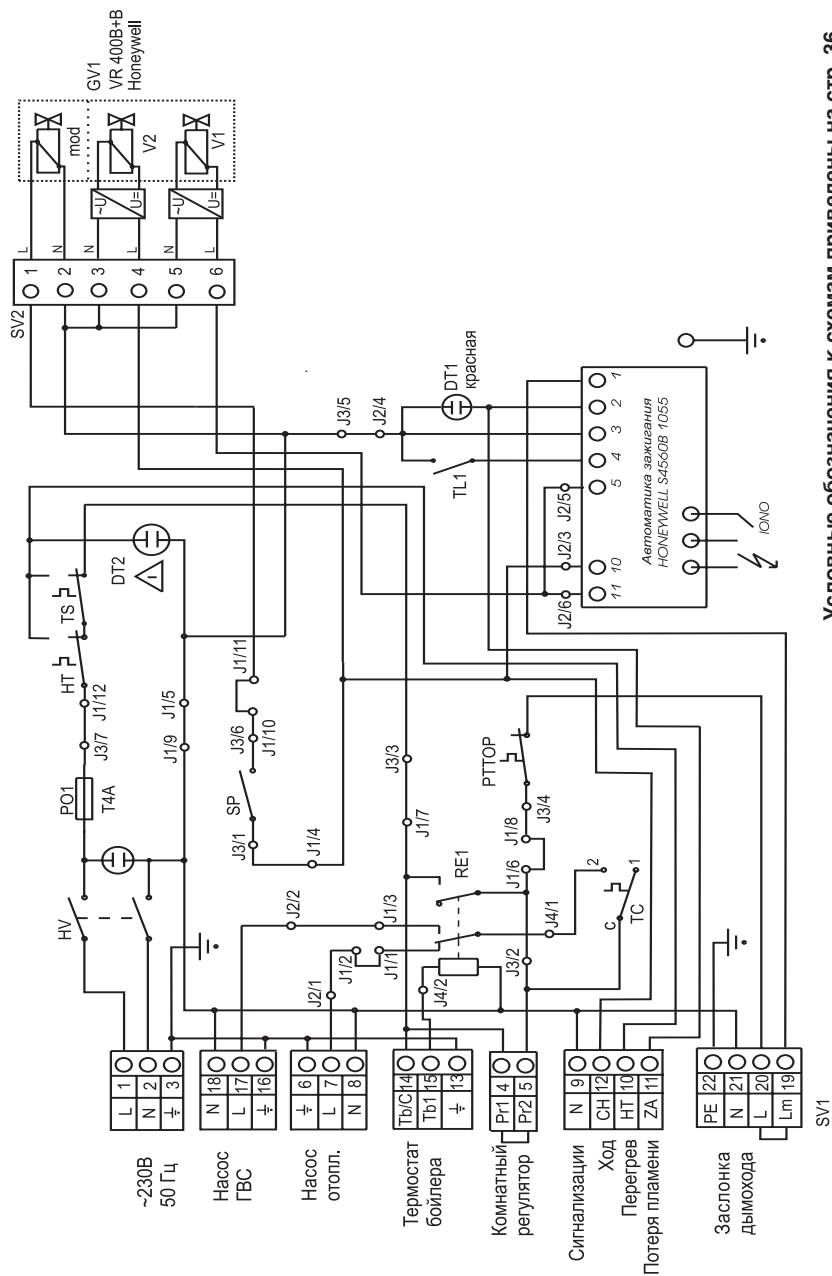 GV1
VR 400B+B
Honeywell
mod
V2
V1
~U
U=
~U
U=
L
N
N
L
N
L
SV2
1
2
3
4
5
6
J3/5
J2/4
DT1
красная
TL1
1
2
3
4
5
10
11
J2/5
J2/3
J2/6
Автоматика зажигания
HONEYWELL S4560B 1055
IONO
DT2
TS
HT
J1/12
J3/7
PO1
T4A
HV
J1/5
J1/9
J1/11
J3/6
J1/10
SP
J3/1
J1/4
J3/3
J1/7
PTTOP
J3/4
J1/8
J1/6
RE1
J2/2
J1/3
J1/2
J1/1
J2/1
J4/2
J4/1
J3/2
2
1
C
TC
~230В
50 Гц
L 1
N 2
3
Насос
ГВС
N 18
L 17
16
Насос
отопл.
6
L 7
N 8
Термостат
бойлера
Tb/C 14
Tb1 15
13
Комнатный
регулятор
Pr1 4
Pr2 5
Сигнализации
Ход
Перегрев
Потеря пламени
N 9
CH 12
HT 10
ZA 11
Заслонка
дымохода
PE 22
N 21
L 20
Lm 19
SV1
Условные обозначения к схемам приведены на стр. 36